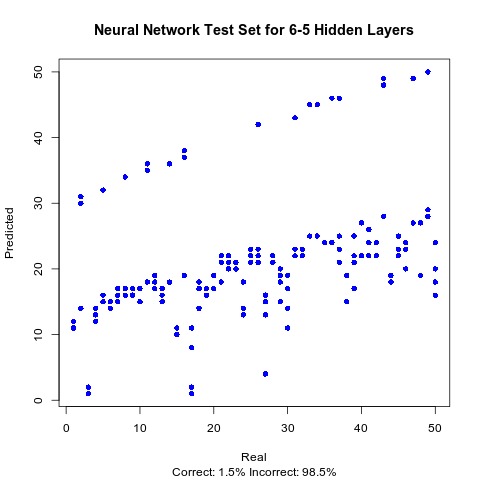 Neural Network Test Set for 6-5 Hidden Layers
Predicted
50
40
30
20
10
0
0 10 20 30 40 50
Real
Correct: 1.5% Incorrect: 98.5%